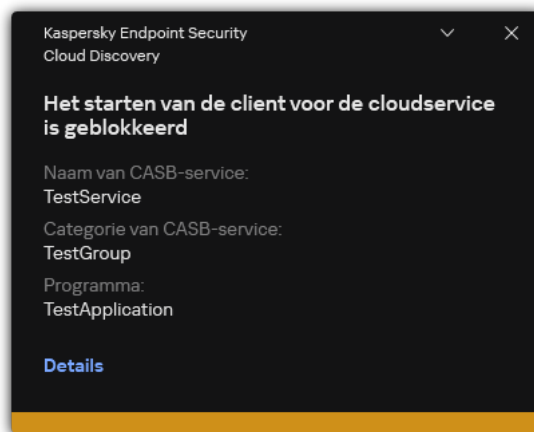 Kaspersky Endpoint Security
Cloud Discovery
Het starten van de client voor de cloudservice
is geblokkeerd
Naam van CASB-service:
TestService
Categorie van CASB-service:
TestGroup
Programma:
TestApplication
Details